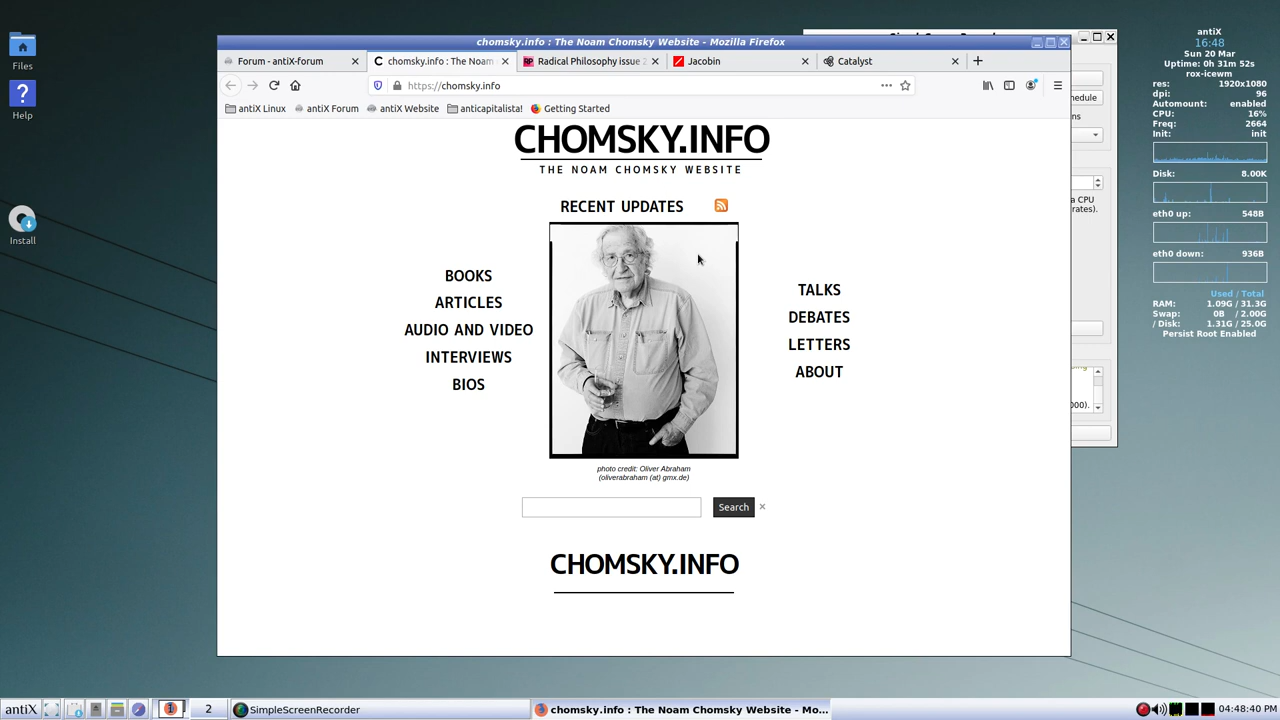 Files
Help
Install
chomsky.info : The Noam Chomsky Website - Mozilla Firefox
Forum - antiX-forum
chomsky.info : The Noam
Radical Philosophy issue 2
Jacobin
Catalyst
https://chomsky.info
antiX Linux
antiX Forum
antiX Website
anticapitalista!
Getting Started
CHOMSKY.INFO
THE NOAM CHOMSKY WEBSITE
RECENT UPDATES
BOOKS
ARTICLES
AUDIO AND VIDEO
INTERVIEWS
BIOS
TALKS
DEBATES
LETTERS
ABOUT
photo credit: Oliver Abraham
(oliverabraham (at) gmx.de)
Search
CHOMSKY.INFO
a CPU
rates).
000).
antiX
16:48
Sun 20 Mar
Uptime: 0h 31m 52s
rox-icewm
res: 1920x1080
dpi: 96
Automount: enabled
CPU: 16%
Freq: 2664
Init: init
Disk: 8.00K
eth0 up: 548B
eth0 down: 936B
Used / Total
RAM: 1.09G / 31.3G
Swap: 0B / 2.00G
/ Disk: 1.31G / 25.0G
Persist Root Enabled
antiX
1
2
SimpleScreenRecorder
chomsky.info : The Noam Chomsky Website - Mo...
04:48:40 PM